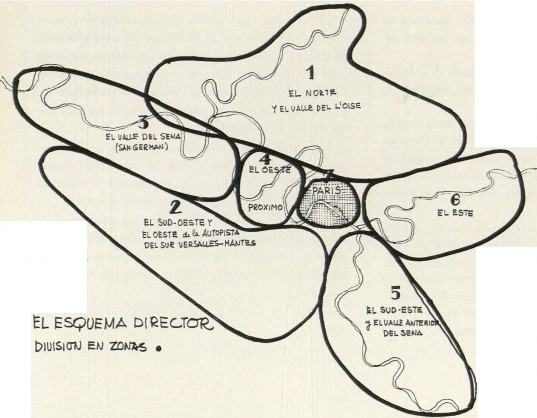 1
EL NORTE
Y EL VALLE DEL L'OISE
3
EL VALLE DEL SENA
(SAN GERMAN)
4
EL OESTE
PROXIMO
7
PARIS
6
EL ESTE
2
EL SUD-OESTE Y
EL OESTE de la AUTOPISTA
DEL SUR VERSALLES-MANTES
5
EL SUD-ESTE
y EL VALLE ANTERIOR
DEL SENA
EL ESQUEMA DIRECTOR
DIVISION EN ZONAS.